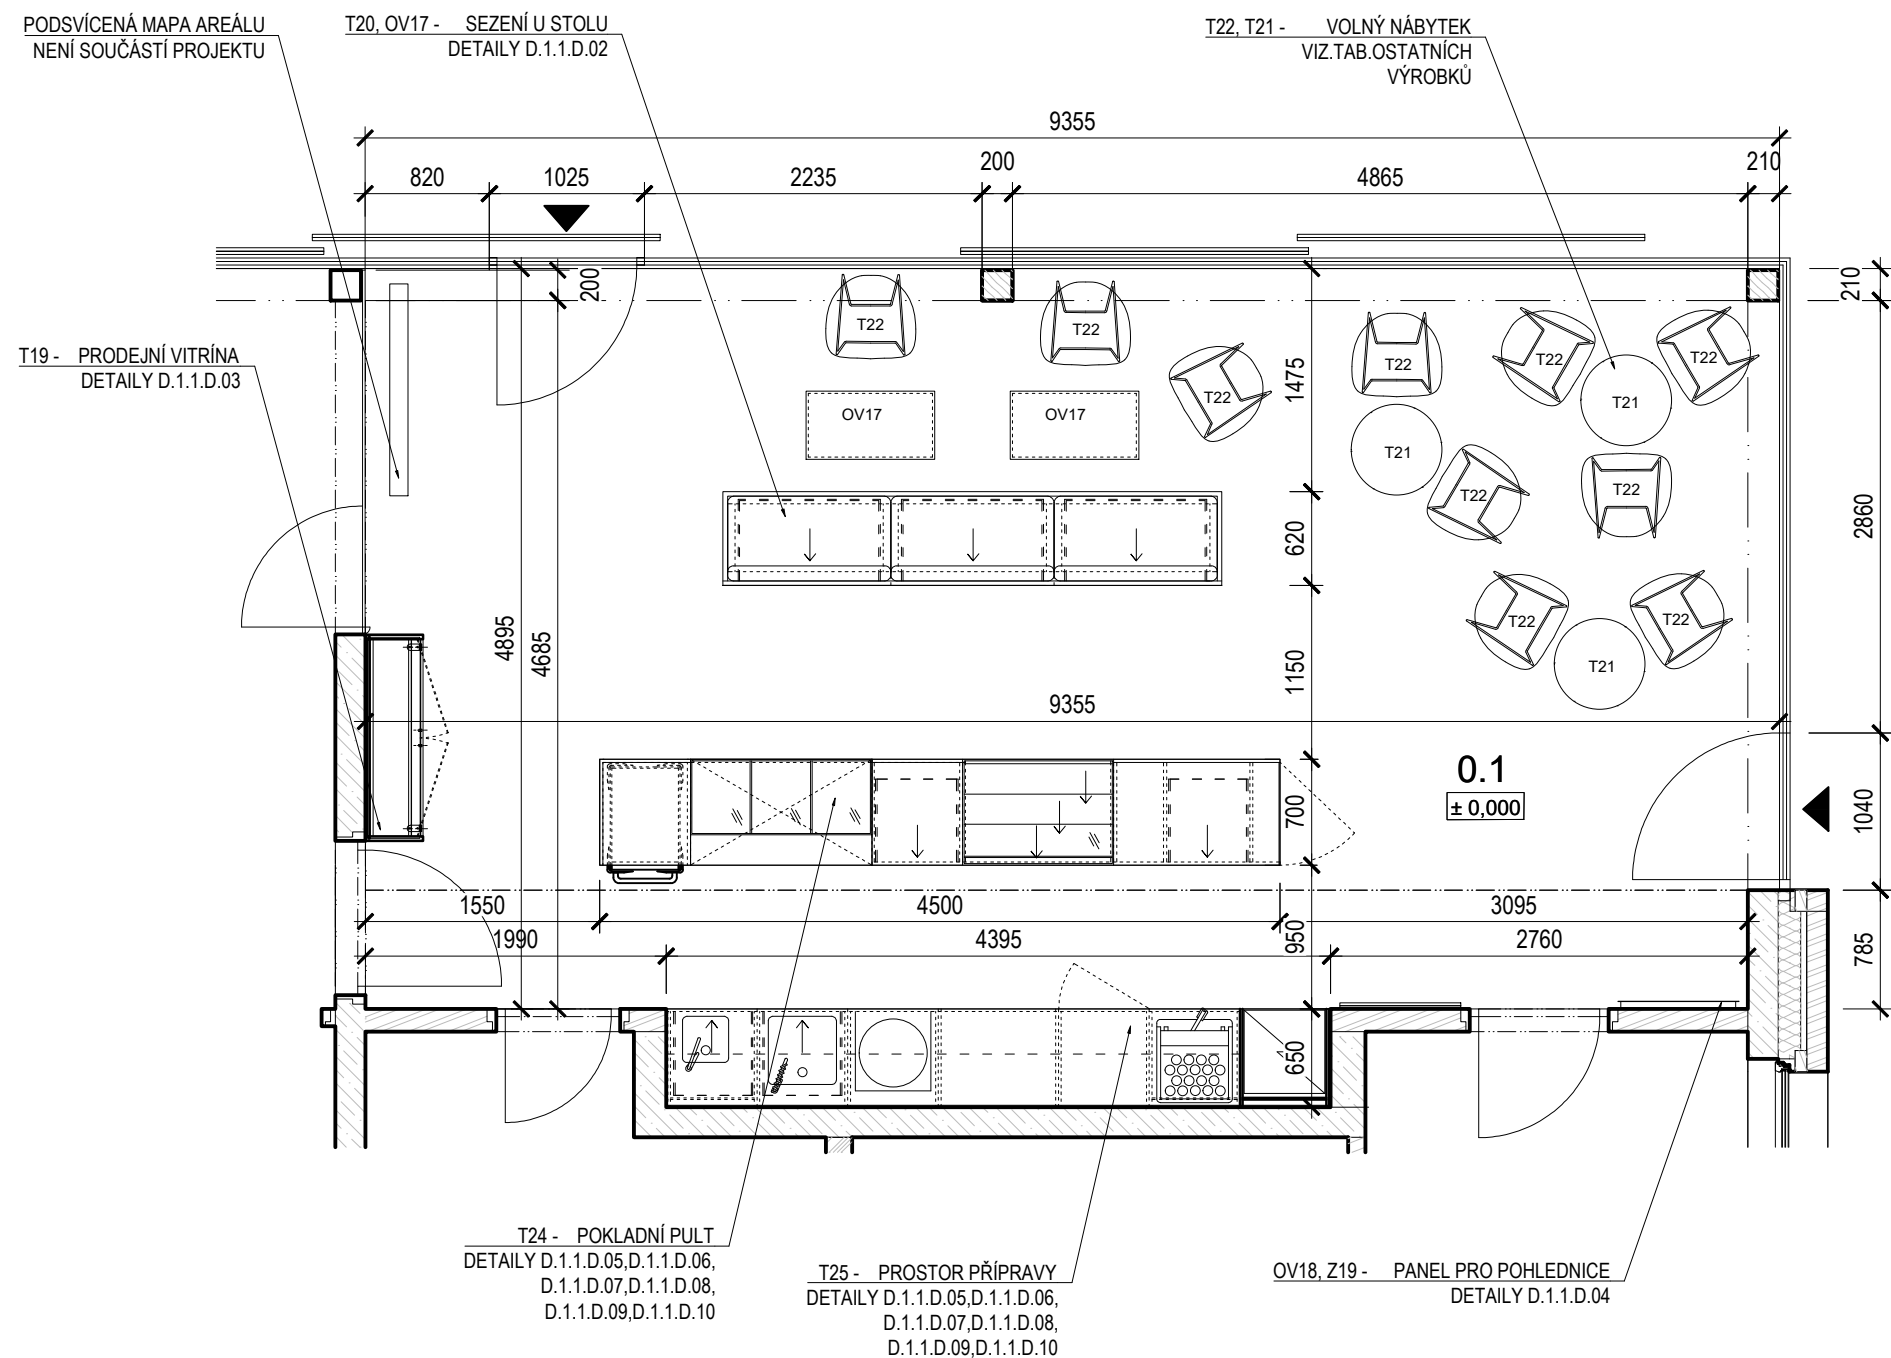 PODSVÍCENÁ MAPA AREÁLU
NENÍ SOUČÁSTÍ PROJEKTU
T20, OV17 - SEZENÍ U STOLU
DETAILY D.1.1.D.02
T22, T21 - VOLNÝ NÁBYTEK
VIZ.TAB.OSTATNÍCH
VÝROBKŮ
9355
820
1025
2235
200
4865
210
200
210
T19 - PRODEJNÍ VITRÍNA
DETAILY D.1.1.D.03
T22
T22
T22
T22
T22
T22
OV17
OV17
T21
T21
T22
T22
1475
620
2860
4895
4685
1150
T22
T22
T21
9355
0.1
± 0,000
700
1040
1550
4500
3095
1990
4395
950
2760
785
650
T24 - POKLADNÍ PULT
DETAILY D.1.1.D.05,D.1.1.D.06,
D.1.1.D.07,D.1.1.D.08,
D.1.1.D.09,D.1.1.D.10
T25 - PROSTOR PŘÍPRAVY
DETAILY D.1.1.D.05,D.1.1.D.06,
D.1.1.D.07,D.1.1.D.08,
D.1.1.D.09,D.1.1.D.10
OV18, Z19 - PANEL PRO POHLEDNICE
DETAILY D.1.1.D.04